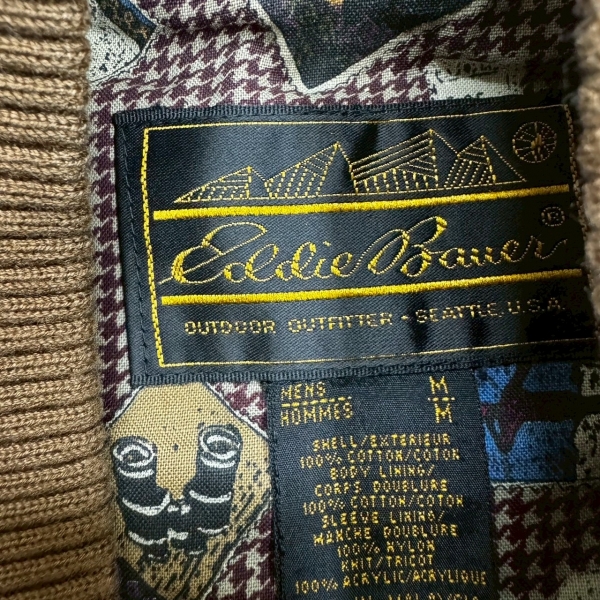 Eddie Bauer®
OUTDOOR OUTFITTER - SEATTLE, U.S.A.
MENS M
HOMMES M
SHELL/EXTERIEUR
100% COTTON/COTON
BODY LINING/
CORPS DOUBLURE
100% COTTON/COTON
SLEEVE LINING/
MANCHE DOUBLURE
100% NYLON
KNIT/TRICOT
100% ACRYLIC/ACRYLIQUE